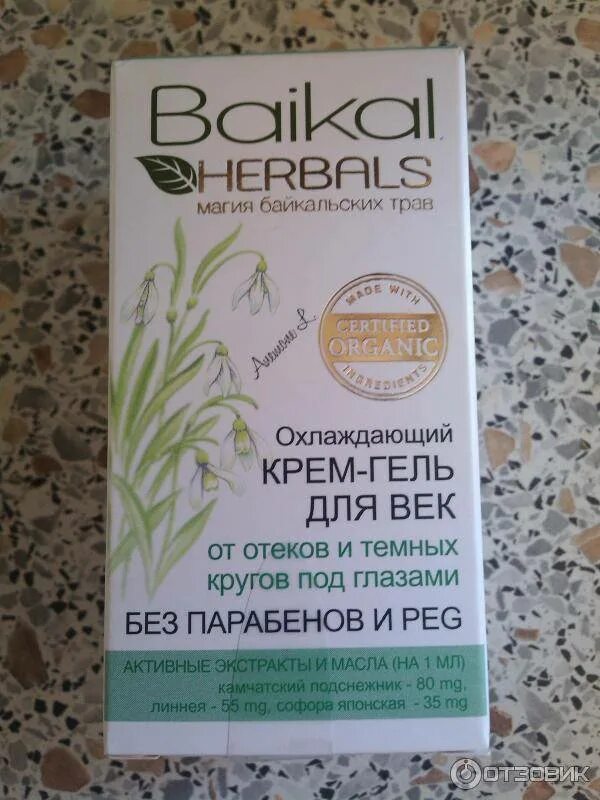 Baikal
HERBALS
магия байкальских трав
MADE WITH
CERTIFIED
ORGANIC
INGREDIENTS
Anemone L
Охлаждающий
КРЕМ-ГЕЛЬ
ДЛЯ ВЕК
от отеков и темных
кругов под глазами
БЕЗ ПАРАБЕНОВ И PEG
АКТИВНЫЕ ЭКСТРАКТЫ И МАСЛА (НА 1 МЛ)
камчатский подснежник - 80 mg,
линнея - 55 mg, софора японская - 35 mg
ОТЗОВИК